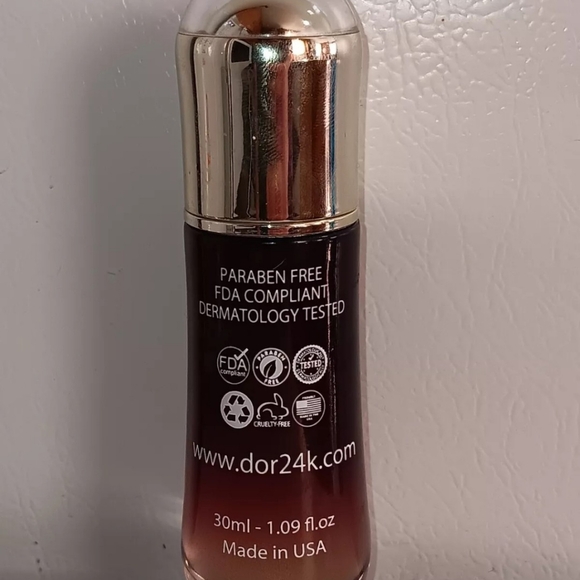 PARABEN FREE
FDA COMPLIANT
DERMATOLOGY TESTED
FDA
compliant
PARABEN
FREE
TESTED
CRUELTY-FREE
www.dor24k.com
30ml - 1.09 fl.oz
Made in USA